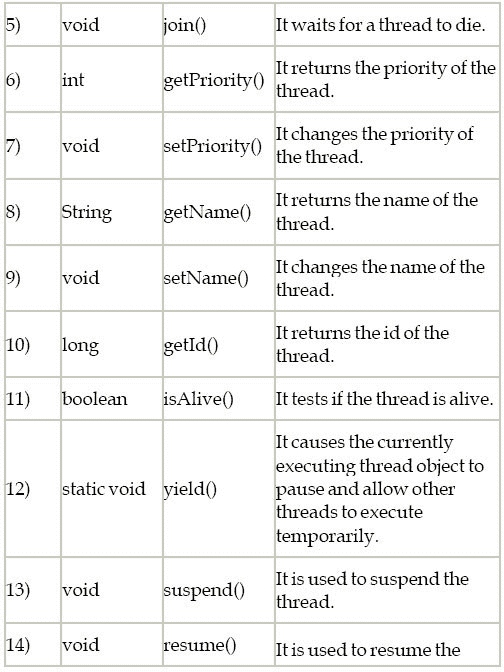 5) void join() It waits for a thread to die.
6) int getPriority() It returns the priority of the
thread.
7) void setPriority() It changes the priority of
the thread.
8) String getName() It returns the name of the
thread.
9) void setName() It changes the name of the
thread.
10) long getId() It returns the id of the
thread.
11) boolean isAlive() It tests if the thread is alive.
12) static void yield() It causes the currently
executing thread object to
pause and allow other
threads to execute
temporarily.
13) void suspend() It is used to suspend the
thread.
14) void resume() It is used to resume the